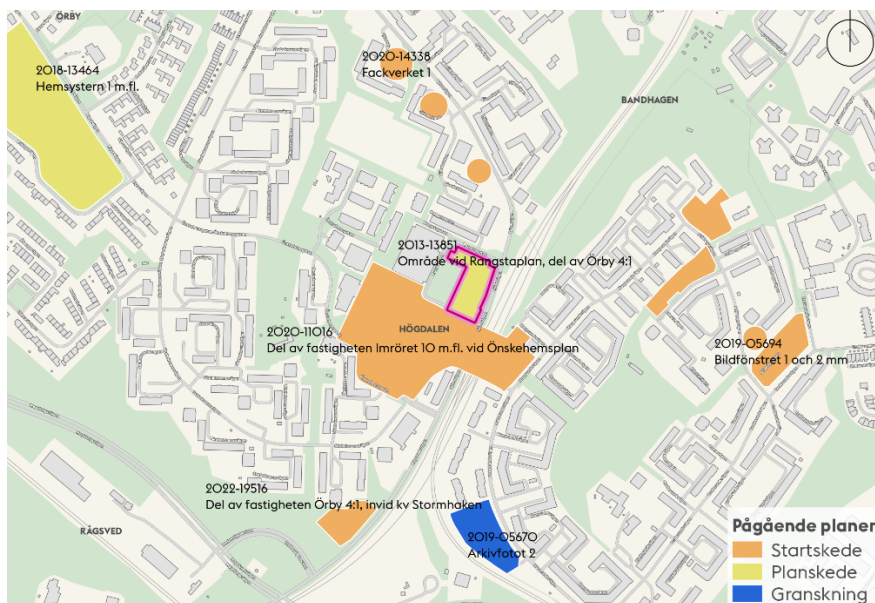 ÖRBY
2018-13464
Hemsystern 1 m.fl.
2020-14338
Fackverket 1
BANDHAGEN
2013-13851
Område vid Rangstaplan, del av Örby 4:1
HÖGDALEN
2020-11016
Del av fastigheten Imröret 10 m.fl. vid Önskehemsplan
2019-05694
Bildfönstret 1 och 2 mm
2022-19516
Del av fastigheten Örby 4:1, invid kv Stormhaken
RÅGSVED
2019-05670
Arkivfotot 2
Pågående planer
Startskede
Planskede
Granskning